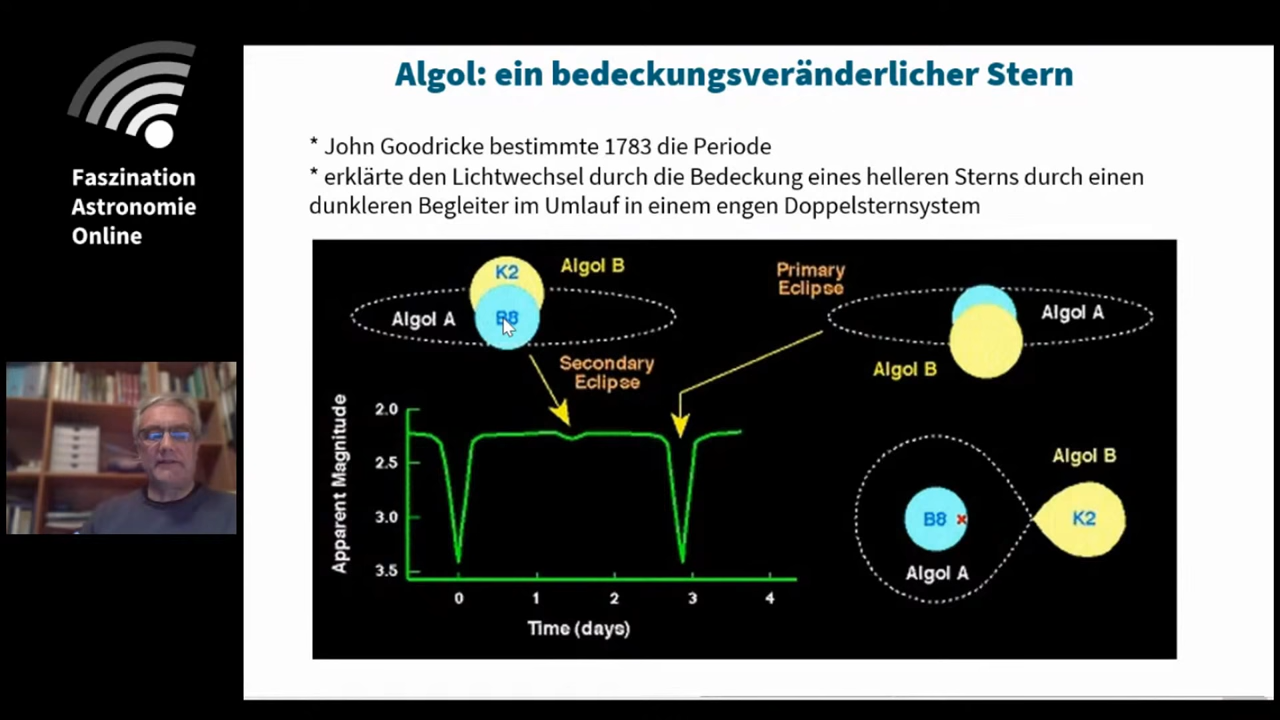 Faszination
Astronomie
Online
Algol: ein bedeckungsveränderlicher Stern
* John Goodricke bestimmte 1783 die Periode
* erklärte den Lichtwechsel durch die Bedeckung eines helleren Sterns durch einen
dunkleren Begleiter im Umlauf in einem engen Doppelsternsystem
K2
Algol B
Algol A
B8
Secondary
Eclipse
Primary
Eclipse
Algol A
Algol B
Apparent Magnitude
2.0
2.5
3.0
3.5
0 1 2 3 4
Time (days)
Algol B
B8 × K2
Algol A